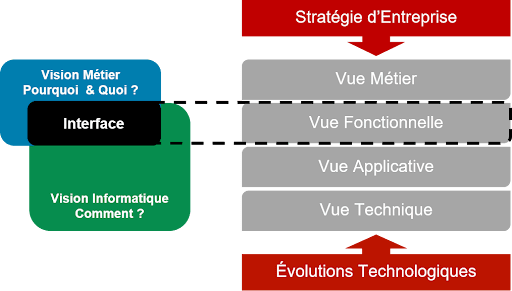 Stratégie d'Entreprise
Vision Métier
Pourquoi & Quoi ?
Interface
Vision Informatique
Comment ?
Vue Métier
Vue Fonctionnelle
Vue Applicative
Vue Technique
Évolutions Technologiques